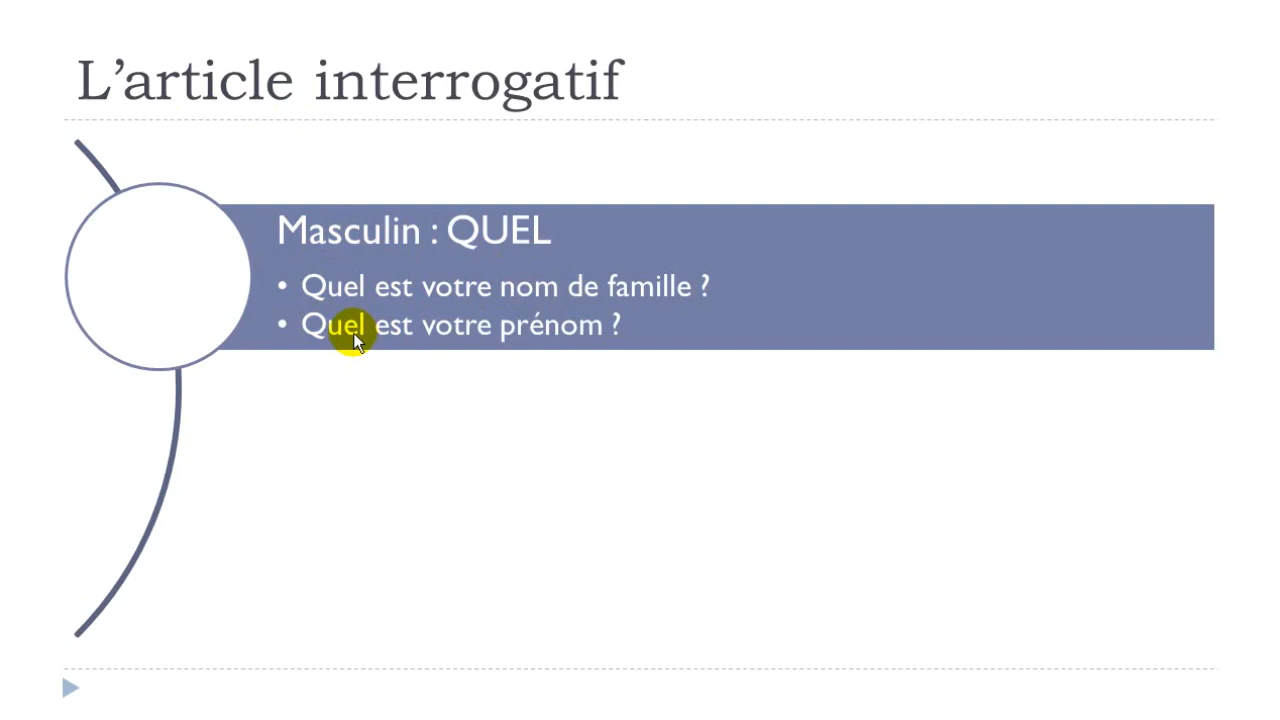 L’article interrogatif
Masculin : QUEL
• Quel est votre nom de famille ?
• Quel est votre prénom ?